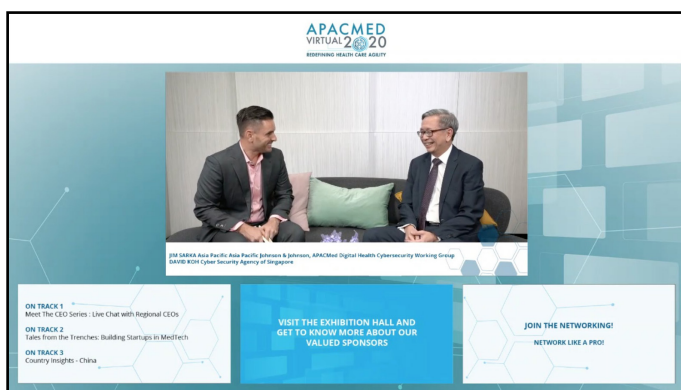 APACMED
VIRTUAL 2020
REDEFINING HEALTH CARE AGILITY
JIM SARKA Asia Pacific Asia Pacific Johnson & Johnson, APACMed Digital Health Cybersecurity Working Group
DAVID KOH Cyber Security Agency of Singapore
ON TRACK 1
Meet The CEO Series : Live Chat with Regional CEOs
ON TRACK 2
Tales from the Trenches: Building Startups in MedTech
ON TRACK 3
Country Insights - China
VISIT THE EXHIBITION HALL AND
GET TO KNOW MORE ABOUT OUR
VALUED SPONSORS
JOIN THE NETWORKING!
NETWORK LIKE A PRO!